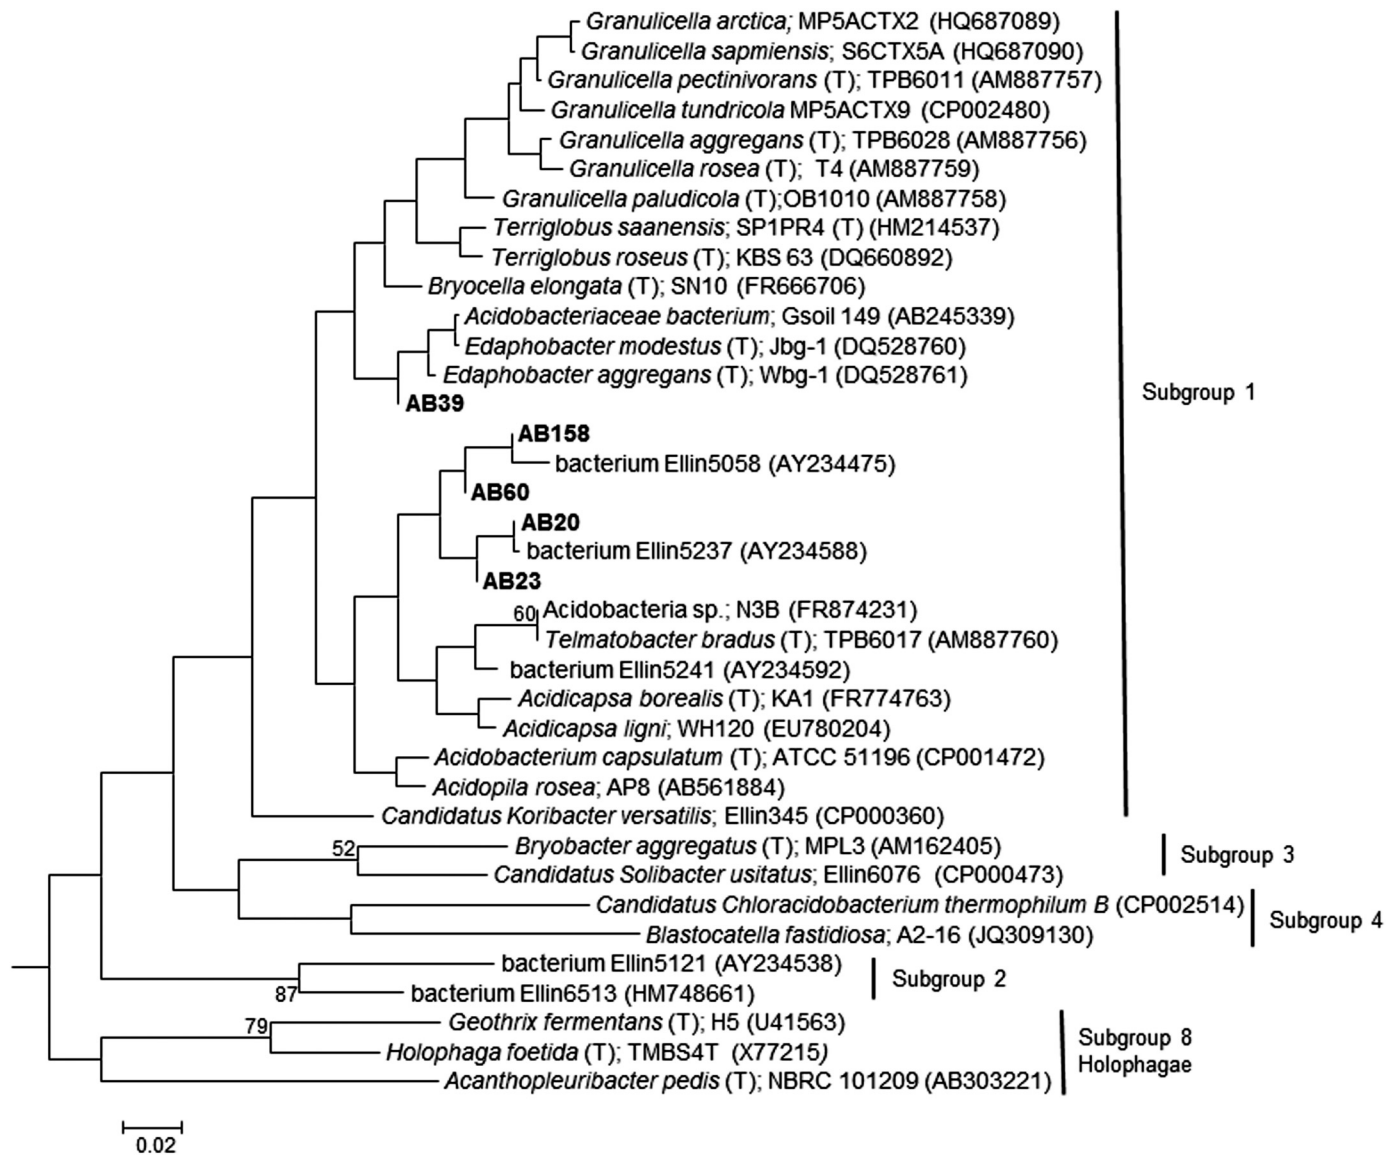 Granulicella arctica; MP5ACTX2 (HQ687089)
Granulicella sapmiensis; S6CTX5A (HQ687090)
Granulicella pectinivorans (T); TPB6011 (AM887757)
Granulicella tundricola MP5ACTX9 (CP002480)
Granulicella aggregans (T); TPB6028 (AM887756)
Granulicella rosea (T); T4 (AM887759)
Granulicella paludicola (T);OB1010 (AM887758)
Terriglobus saanensis; SP1PR4 (T) (HM214537)
Terriglobus roseus (T); KBS 63 (DQ660892)
Bryocella elongata (T); SN10 (FR666706)
Acidobacteriaceae bacterium; Gsoil 149 (AB245339)
Edaphobacter modestus (T); Jbg-1 (DQ528760)
Edaphobacter aggregans (T); Wbg-1 (DQ528761)
Subgroup 1
AB39
AB158
bacterium Ellin5058 (AY234475)
AB60
AB20
bacterium Ellin5237 (AY234588)
AB23
60
Acidobacteria sp.; N3B (FR874231)
Telmatobacter bradus (T); TPB6017 (AM887760)
bacterium Ellin5241 (AY234592)
Acidicapsa borealis (T); KA1 (FR774763)
Acidicapsa ligni; WH120 (EU780204)
Acidobacterium capsulatum (T); ATCC 51196 (CP001472)
Acidopila rosea; AP8 (AB561884)
Candidatus Koribacter versatilis; Ellin345 (CP000360)
52
Bryobacter aggregatus (T); MPL3 (AM162405)
Subgroup 3
Candidatus Solibacter usitatus; Ellin6076 (CP000473)
Candidatus Chloracidobacterium thermophilum B (CP002514)
Subgroup 4
Blastocatella fastidiosa; A2-16 (JQ309130)
bacterium Ellin5121 (AY234538)
Subgroup 2
87
bacterium Ellin6513 (HM748661)
79
Geothrix fermentans (T); H5 (U41563)
Subgroup 8
Holophagae
Holophaga foetida (T); TMBS4T (X77215)
Acanthopleuribacter pedis (T); NBRC 101209 (AB303221)
0.02